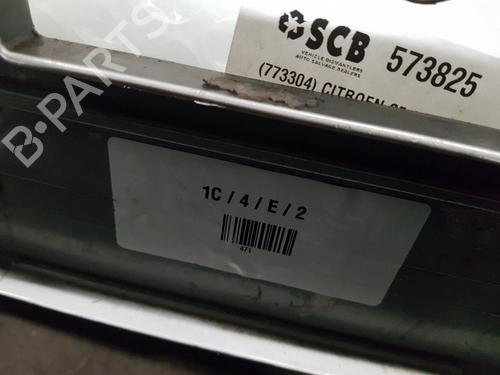 SCB 573825
VEHICLE DISMANTLERS
AUTO SALVAGE DEALERS
(773304) CITROEN
1C / 4 / E / 2
471
B-PARTS